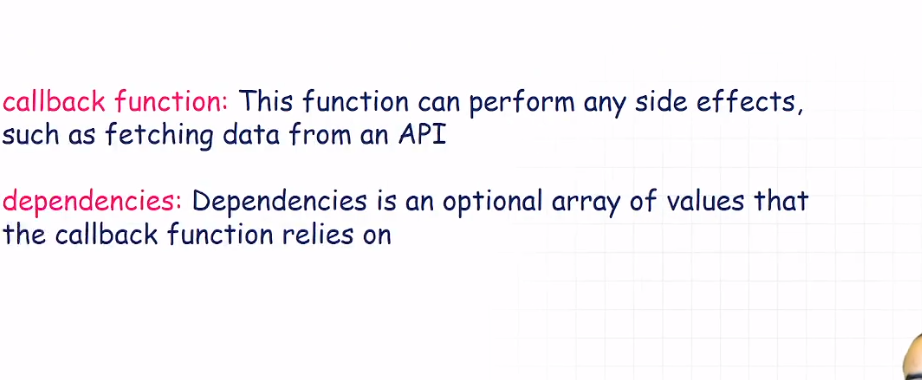 callback function: This function can perform any side effects,
such as fetching data from an API
dependencies: Dependencies is an optional array of values that
the callback function relies on